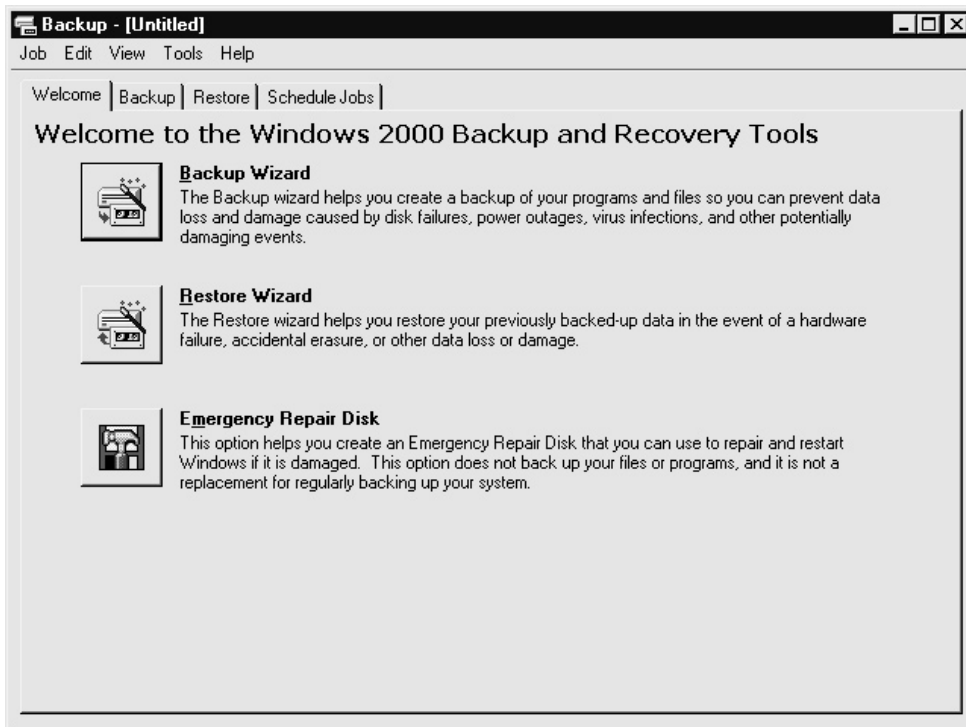 Backup - [Untitled]
Job Edit View Tools Help
Welcome Backup Restore Schedule Jobs
Welcome to the Windows 2000 Backup and Recovery Tools
Backup Wizard
The Backup wizard helps you create a backup of your programs and files so you can prevent data
loss and damage caused by disk failures, power outages, virus infections, and other potentially
damaging events.
Restore Wizard
The Restore wizard helps you restore your previously backed-up data in the event of a hardware
failure, accidental erasure, or other data loss or damage.
Emergency Repair Disk
This option helps you create an Emergency Repair Disk that you can use to repair and restart
Windows if it is damaged. This option does not back up your files or programs, and it is not a
replacement for regularly backing up your system.